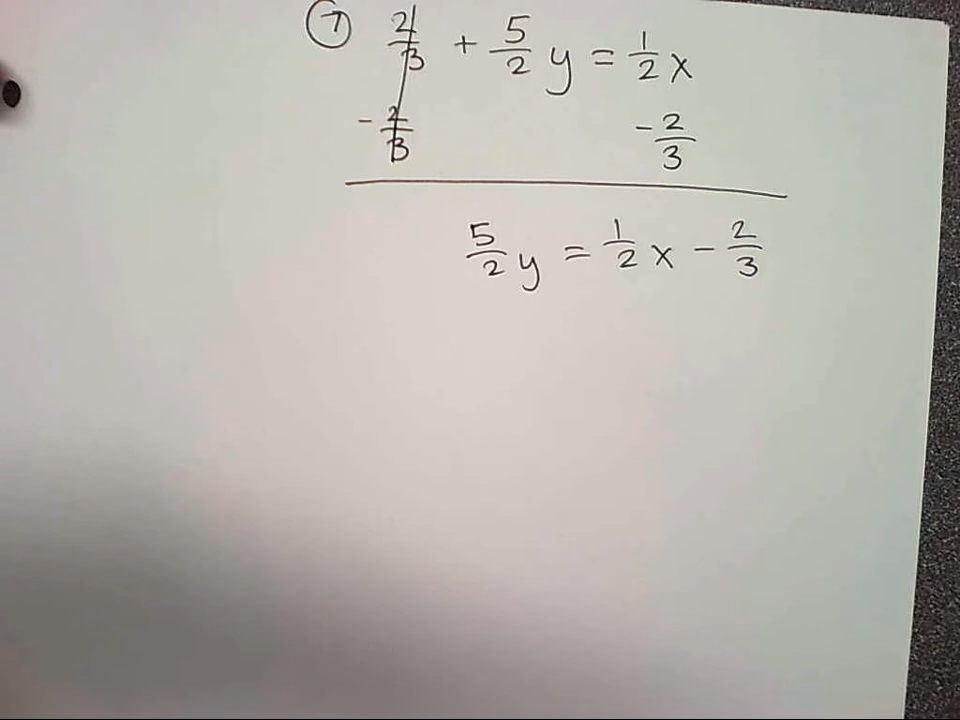 ⑦ 2/3 + 5/2 y = 1/2 x
- 2/3 - 2/3
5/2 y = 1/2 x - 2/3